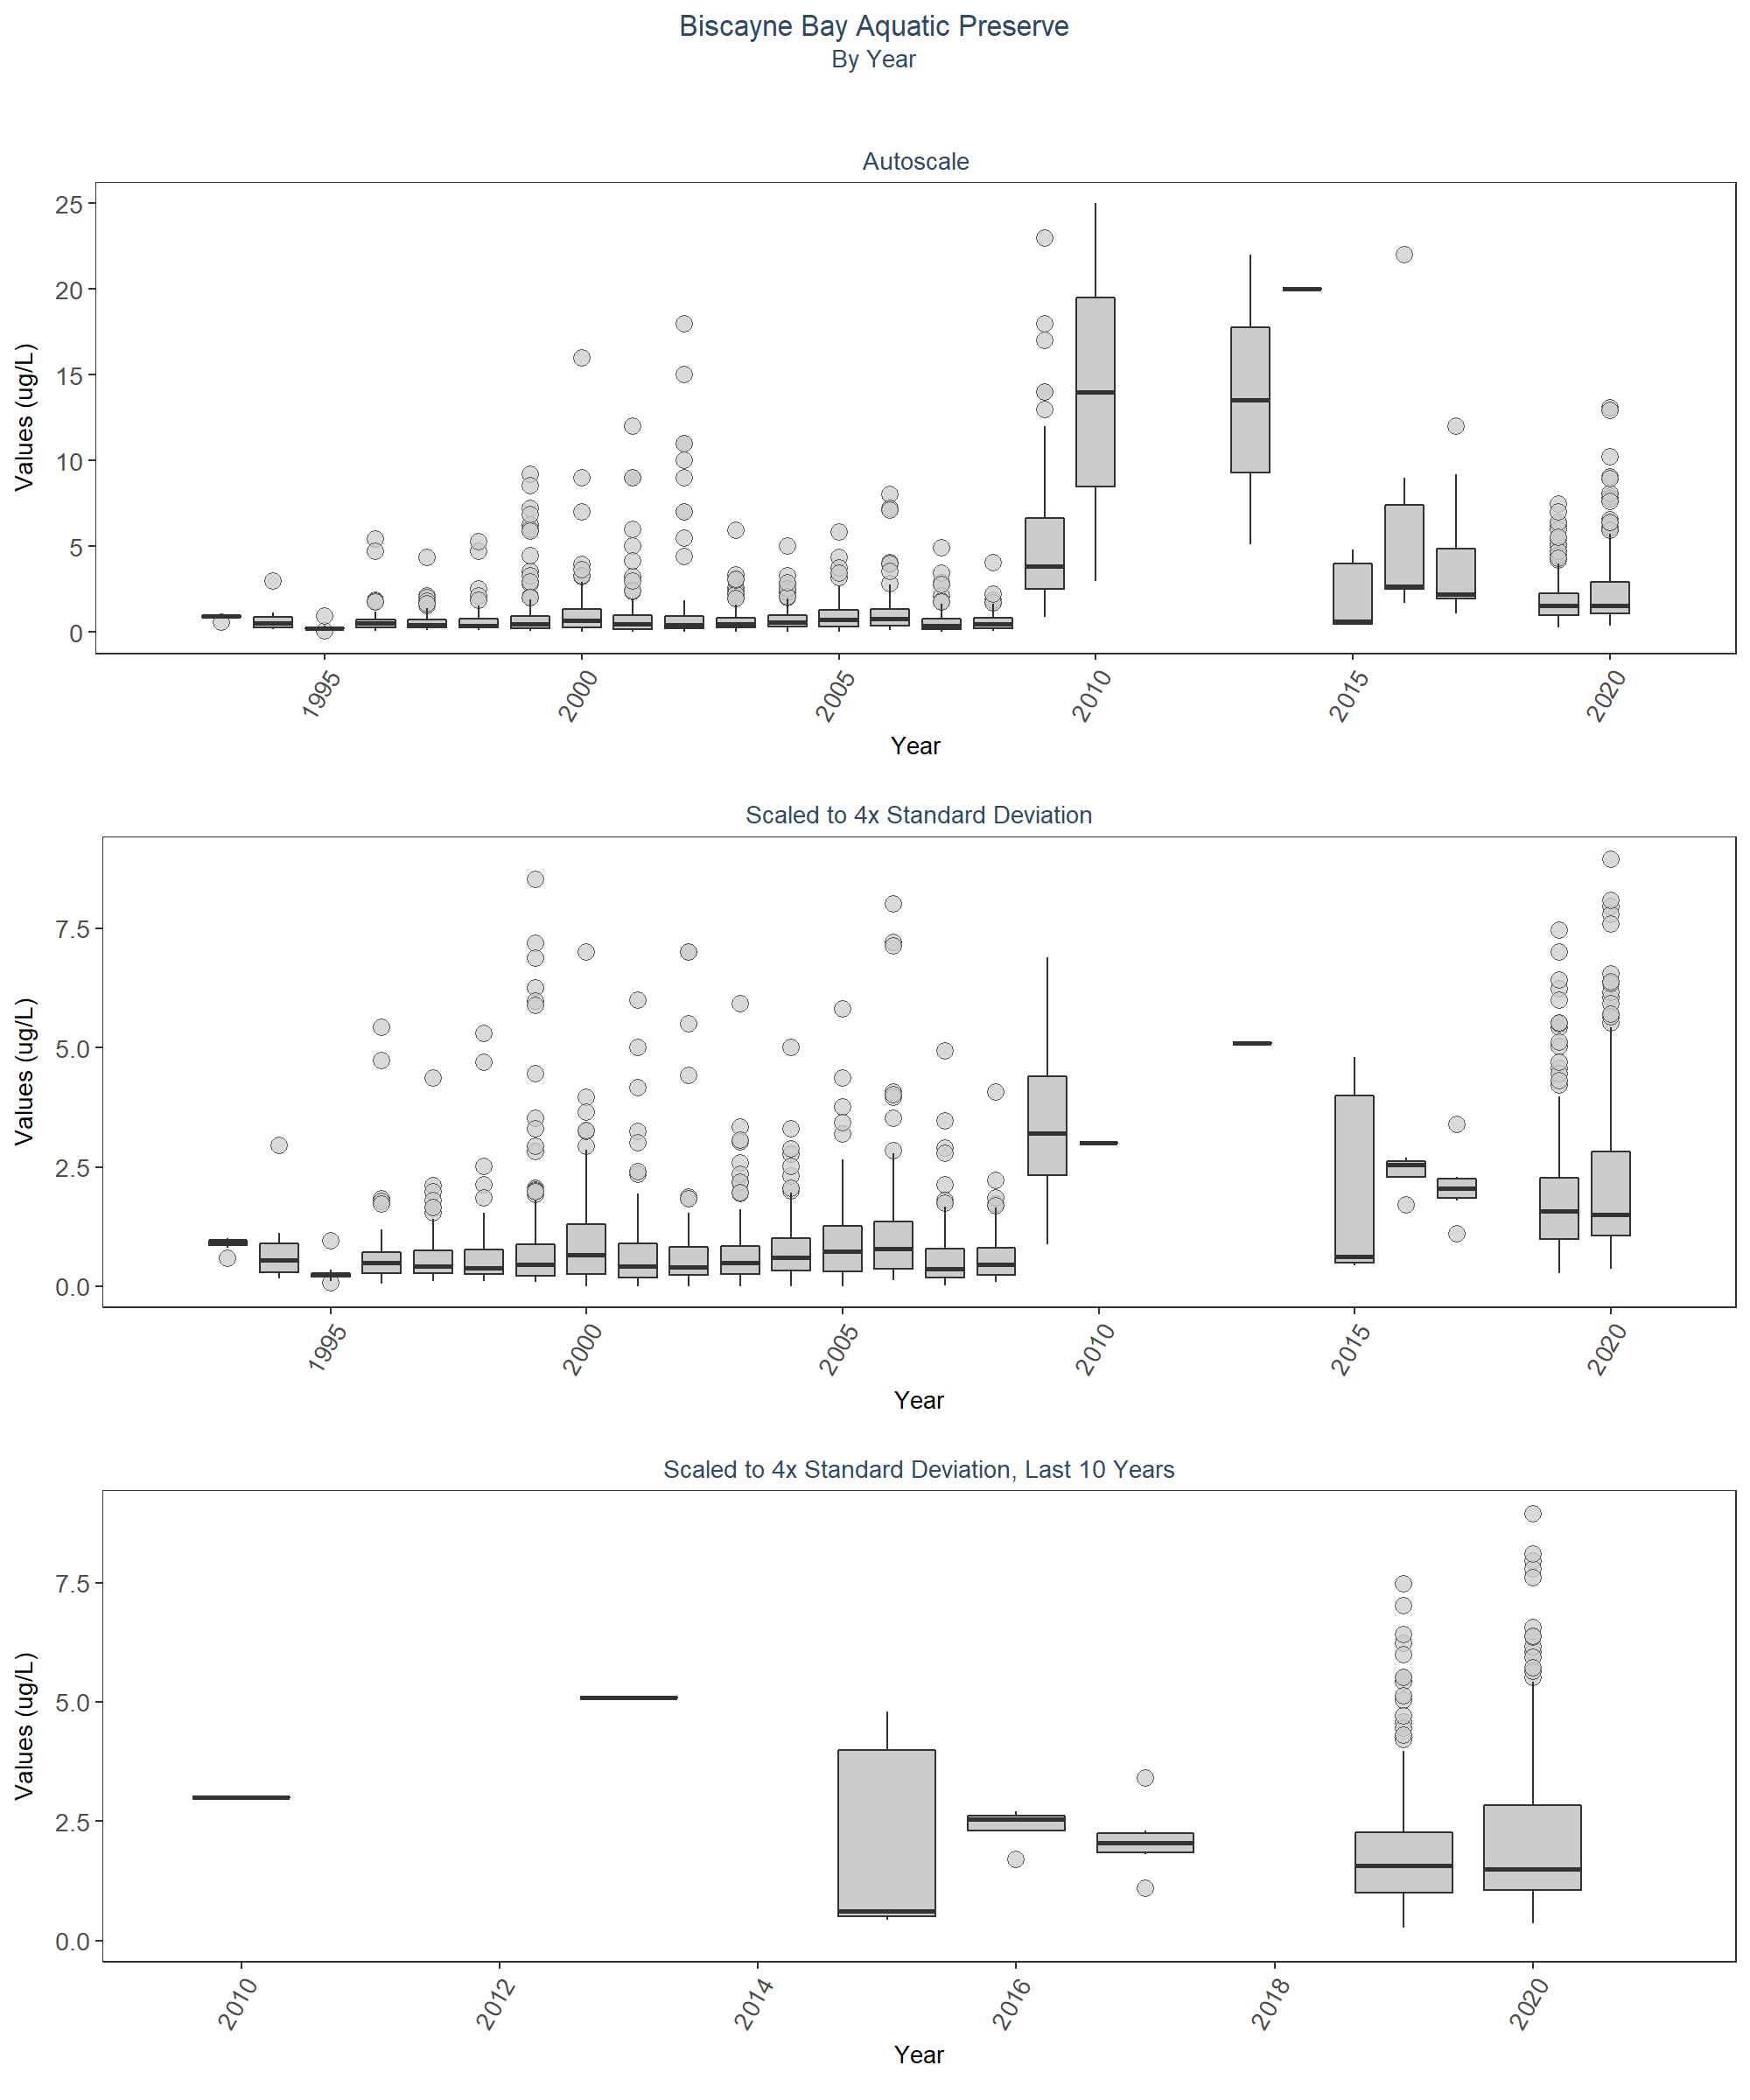 Biscayne Bay Aquatic Preserve
By Year
Autoscale
Values (ug/L)
25
20
15
10
5
0
1995
2000
2005
2010
2015
2020
Year
Scaled to 4x Standard Deviation
Values (ug/L)
7.5
5.0
2.5
0.0
1995
2000
2005
2010
2015
2020
Year
Scaled to 4x Standard Deviation, Last 10 Years
Values (ug/L)
7.5
5.0
2.5
0.0
2010
2012
2014
2016
2018
2020
Year